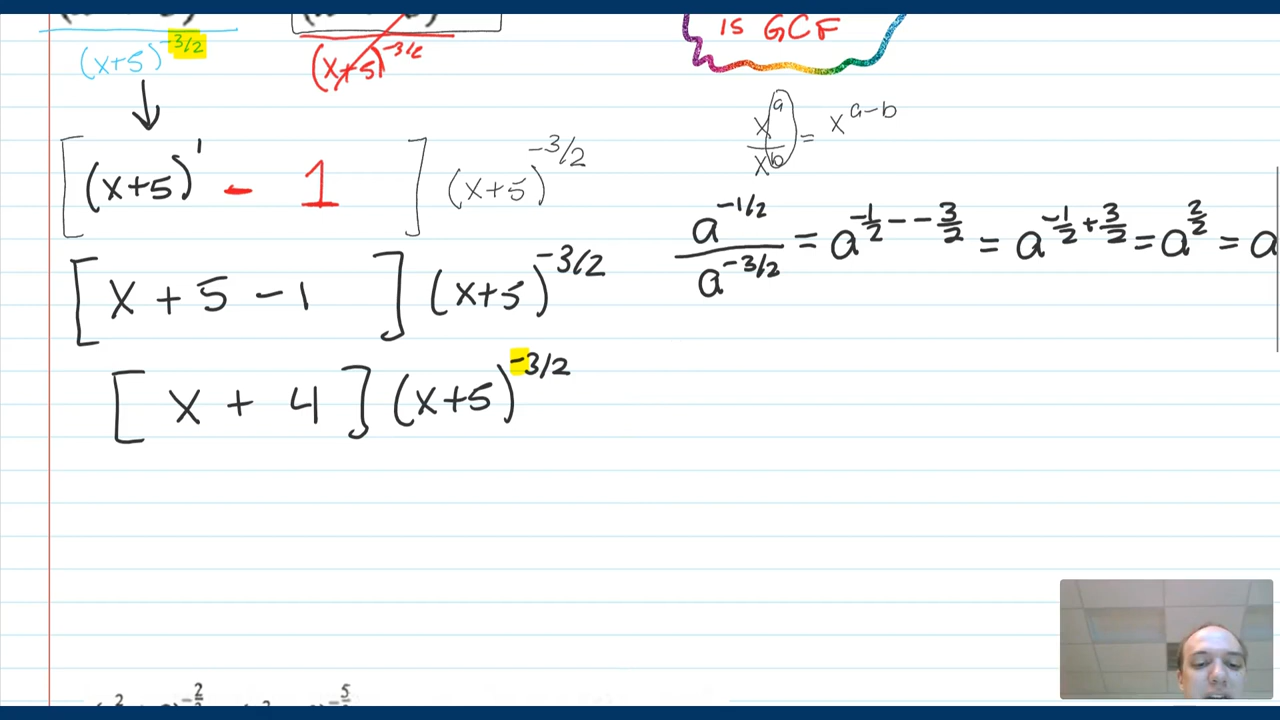 (x+5)^-3/2
(x+5)^-3/2
is GCF
x^a/x^b = x^a-b
[(x+5)^1 - 1] (x+5)^-3/2
a^-1/2 / a^-3/2 = a^-1/2 - -3/2 = a^-1/2 + 3/2 = a^2/2 = a
[x + 5 - 1] (x+5)^-3/2
[x + 4] (x+5)^-3/2